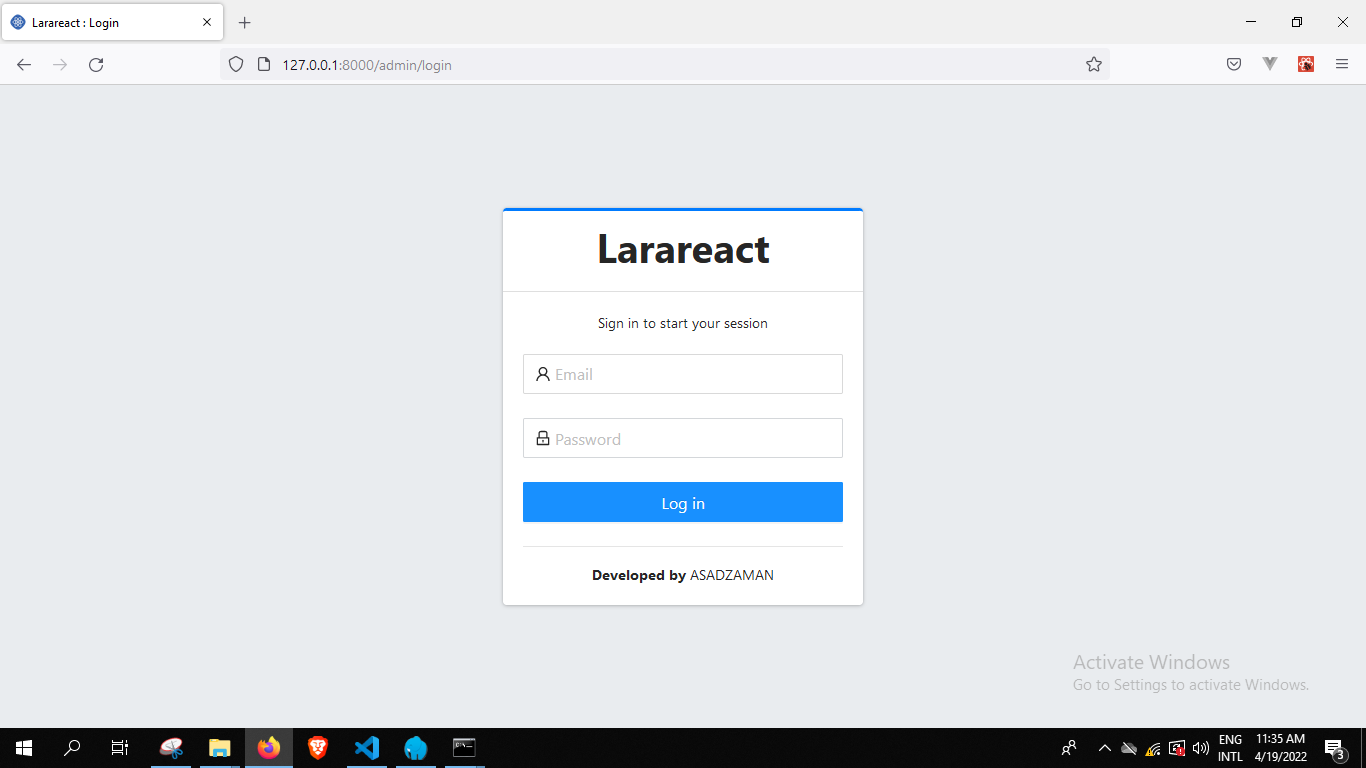 Larareact : Login
127.0.0.1:8000/admin/login
Larareact
Sign in to start your session
Email
Password
Log in
Developed by ASADZAMAN
Activate Windows
Go to Settings to activate Windows.
ENG
INTL
11:35 AM
4/19/2022
3